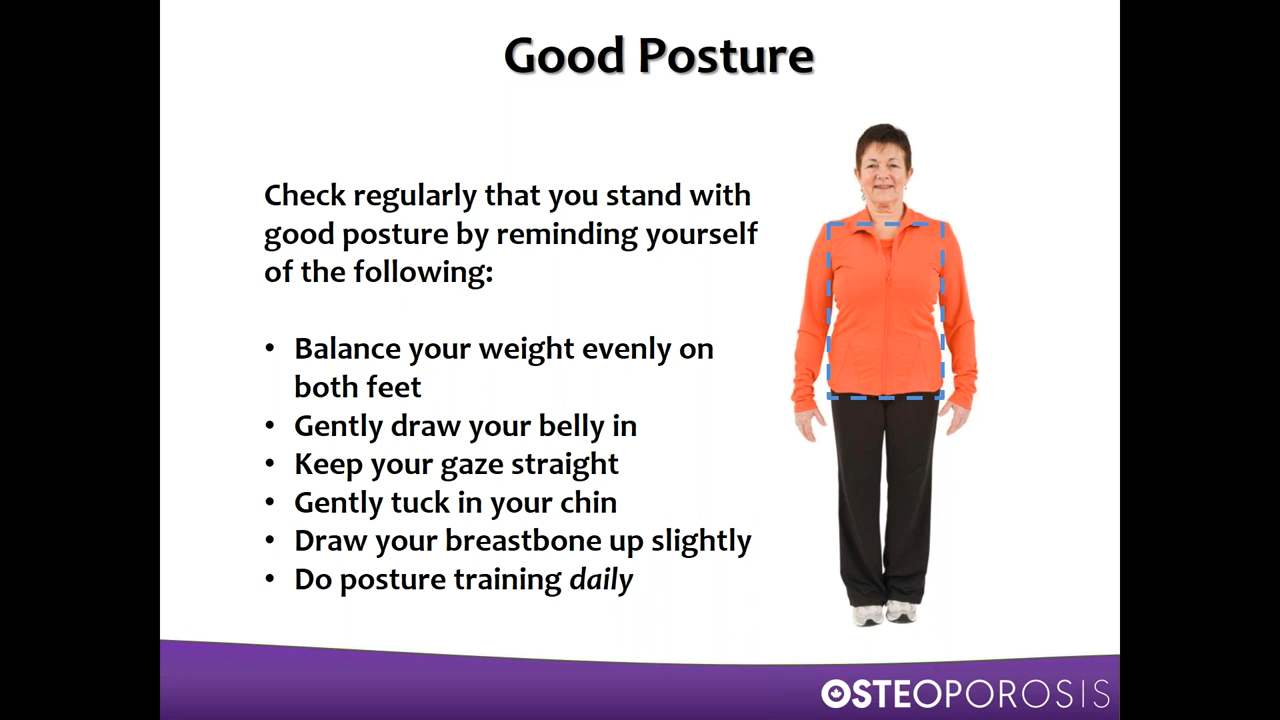 Good Posture
Check regularly that you stand with
good posture by reminding yourself
of the following:
• Balance your weight evenly on
both feet
• Gently draw your belly in
• Keep your gaze straight
• Gently tuck in your chin
• Draw your breastbone up slightly
• Do posture training daily
OSTEOPOROSIS